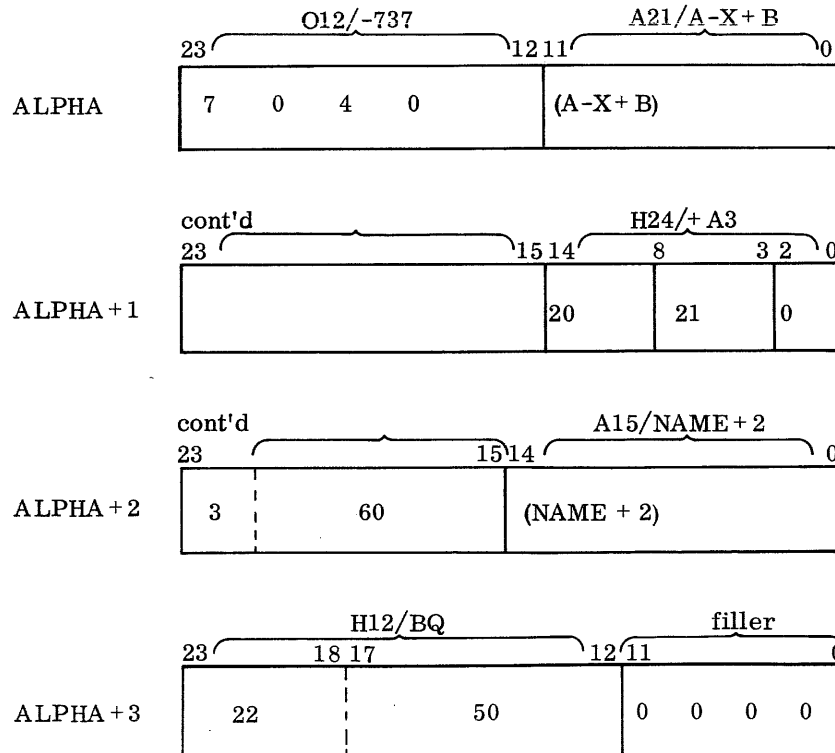 O12/-737 A21/A-X + B
23 12 11 0
ALPHA 7 0 4 0 (A-X + B)
cont'd H24/+ A3
23 15 14 8 3 2 0
ALPHA + 1 20 21 0
cont'd A15/NAME + 2
23 15 14 0
ALPHA + 2 3 60 (NAME + 2)
H12/BQ filler
23 18 17 12 11 0
ALPHA + 3 22 50 0 0 0 0